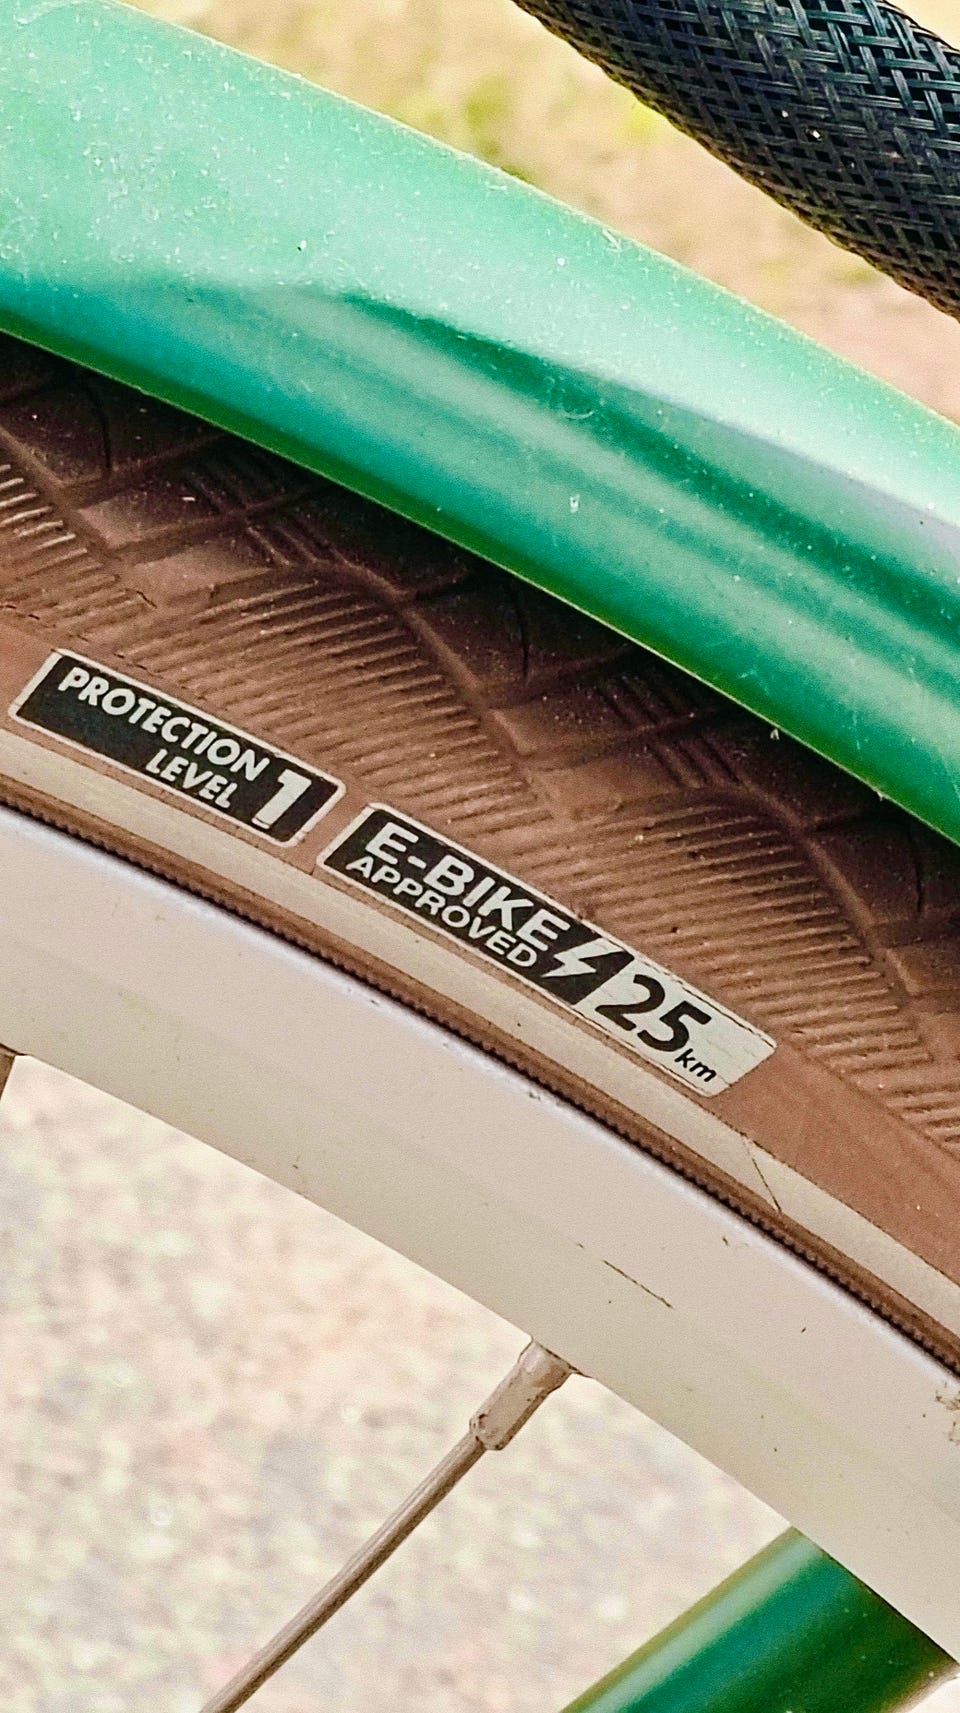 PROTECTION
LEVEL 1
E-BIKE
APPROVED
25 km